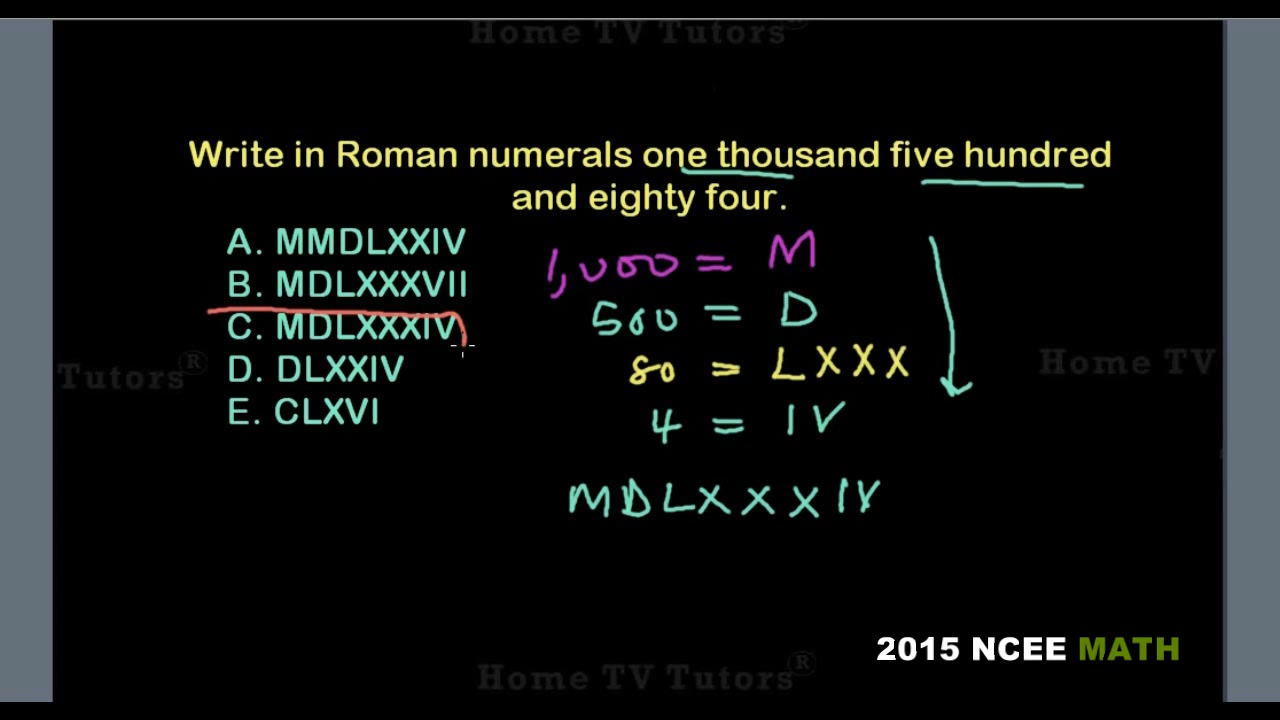 Home TV Tutors®
Write in Roman numerals one thousand five hundred
and eighty four.
A. MMDLXXIV
B. MDLXXXVII
C. MDLXXXIV
D. DLXXIV
E. CLXVI
1,000 = M
500 = D
80 = LXXX
4 = IV
MDLXXXIV
Tutors®
Home TV
2015 NCEE MATH
Home TV Tutors®